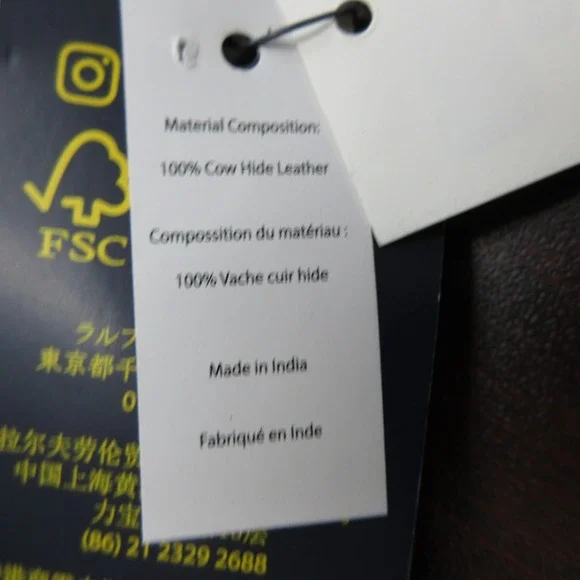 Material Composition:
100% Cow Hide Leather
Compossition du matériau :
100% Vache cuir hide
Made in India
Fabriqué en Inde
FSC
ラルフ
東京都千
0
拉尔夫劳伦贸
中国上海黄
力宝
(86) 21 2329 2688